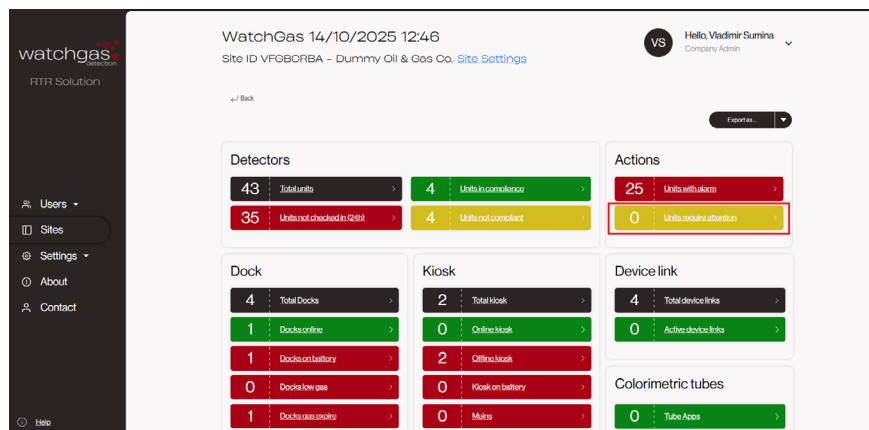 watchgas
detection
RTR Solution
Users
Sites
Settings
About
Contact
Help
WatchGas 14/10/2025 12:46
Site ID VFGBCRBA - Dummy Oil & Gas Co. Site Settings
VS
Hello, Vladimir Sumina
Company Admin
Back
Export as...
Detectors
43 Total units
4 Units in compliance
35 Units not checked in (24h)
4 Units not compliant
Actions
25 Units with alarm
0 Units require attention
Dock
4 Total Docks
1 Docks online
1 Docks on battery
0 Docks low gas
1 Docks gas expire
Kiosk
2 Total kiosk
0 Online kiosk
2 Offline kiosk
0 Kiosk on battery
0 Mains
Device link
4 Total device links
0 Active device links
Colorimetric tubes
0 Tube Apps